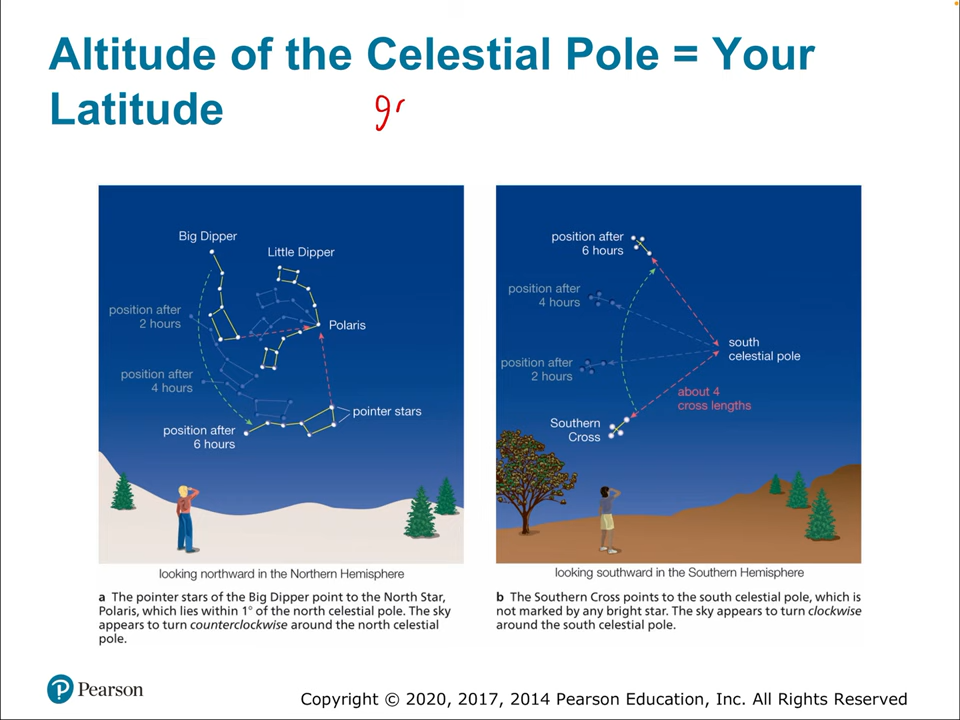 Altitude of the Celestial Pole = Your
Latitude
Big Dipper
Little Dipper
position after
2 hours
Polaris
position after
4 hours
pointer stars
position after
6 hours
looking northward in the Northern Hemisphere
a The pointer stars of the Big Dipper point to the North Star,
Polaris, which lies within 1° of the north celestial pole. The sky
appears to turn counterclockwise around the north celestial
pole.
position after
6 hours
position after
4 hours
south
celestial pole
position after
2 hours
about 4
cross lengths
Southern
Cross
looking southward in the Southern Hemisphere
b The Southern Cross points to the south celestial pole, which is
not marked by any bright star. The sky appears to turn clockwise
around the south celestial pole.
P Pearson
Copyright © 2020, 2017, 2014 Pearson Education, Inc. All Rights Reserved